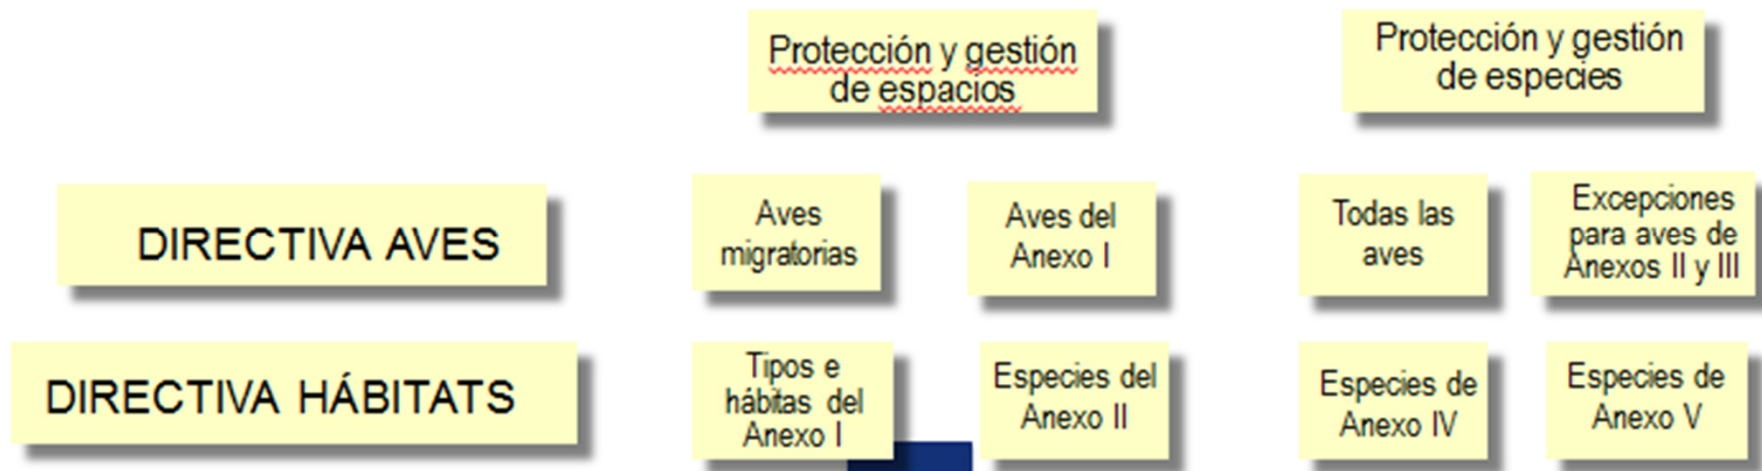 Protección y gestión
de espacios
Protección y gestión
de especies
DIRECTIVA AVES
Aves
migratorias
Aves del
Anexo I
Todas las
aves
Excepciones
para aves de
Anexos II y III
DIRECTIVA HÁBITATS
Tipos e
hábitas del
Anexo I
Especies del
Anexo II
Especies de
Anexo IV
Especies de
Anexo V